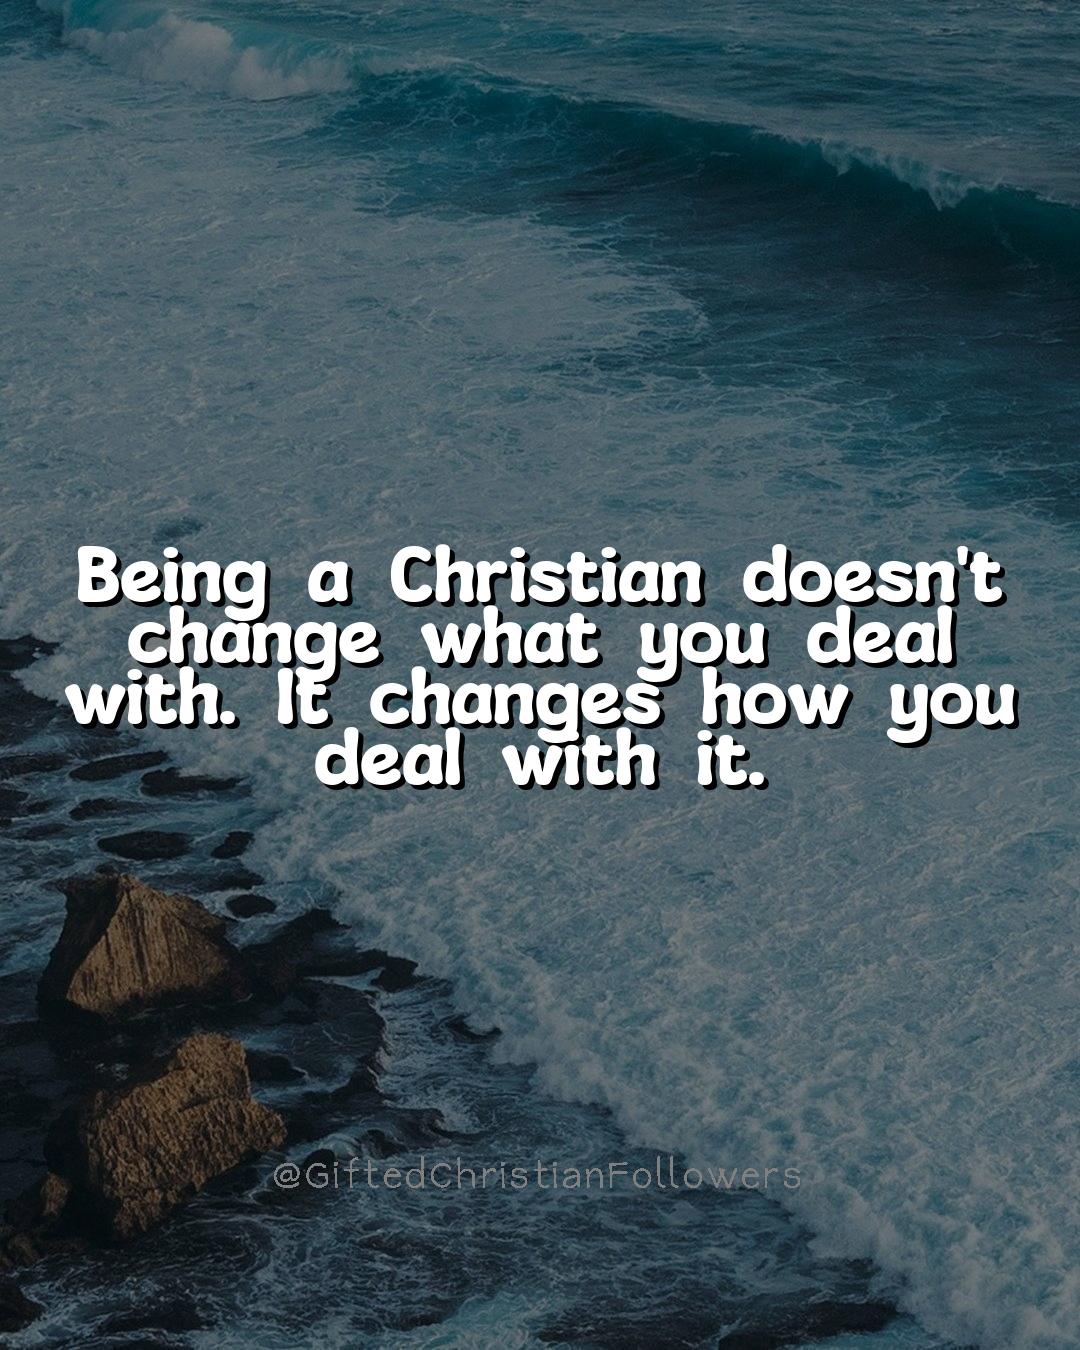 Being a Christian doesn't
change what you deal
with. It changes how you
deal with it.
@GiftedChristianFollowers